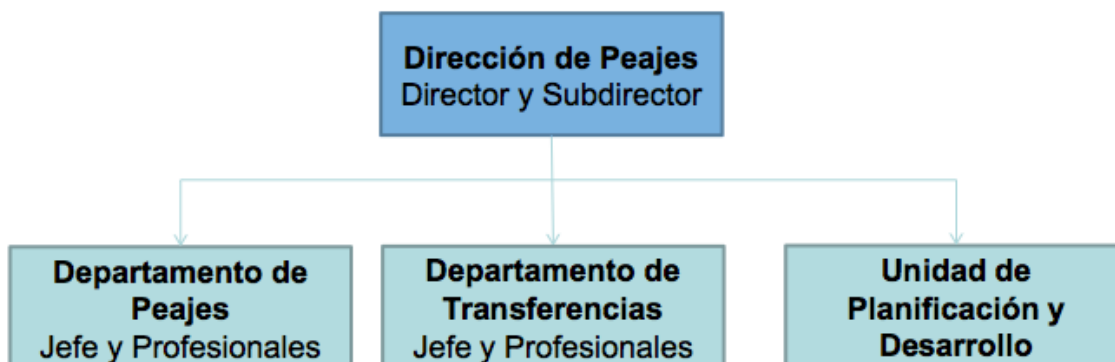 Dirección de Peajes
Director y Subdirector
Departamento de
Peajes
Jefe y Profesionales
Departamento de
Transferencias
Jefe y Profesionales
Unidad de
Planificación y
Desarrollo